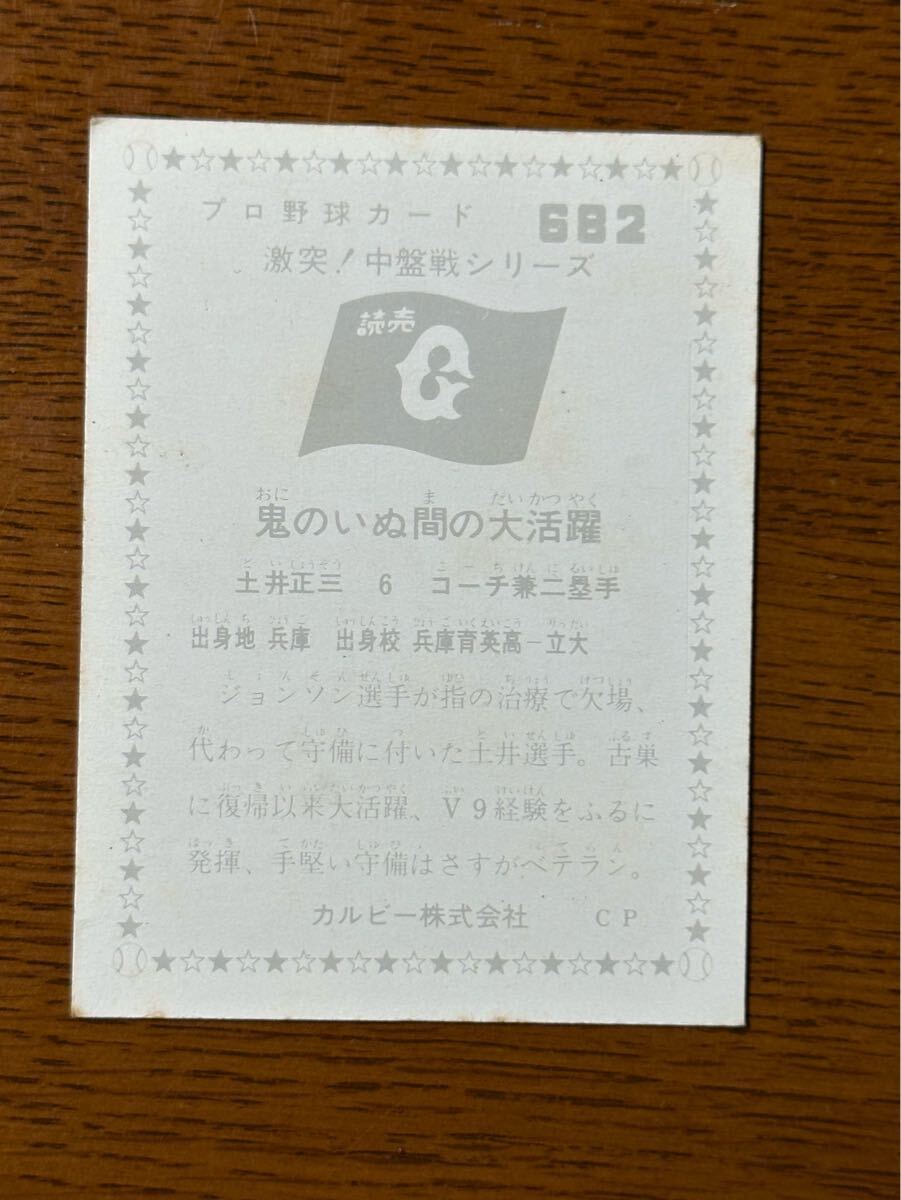 プロ野球カード 682
激突！中盤戦シリーズ
読売
G
鬼のいぬ間の大活躍
土井正三 6 コーチ兼二塁手
出身地 兵庫 出身校 兵庫育英高－立大
ジョンソン選手が指の治療で欠場、
代わって守備に付いた土井選手。古巣
に復帰以来大活躍、V9経験をふるに
発揮、手堅い守備はさすがベテラン。
カルビー株式会社 CP